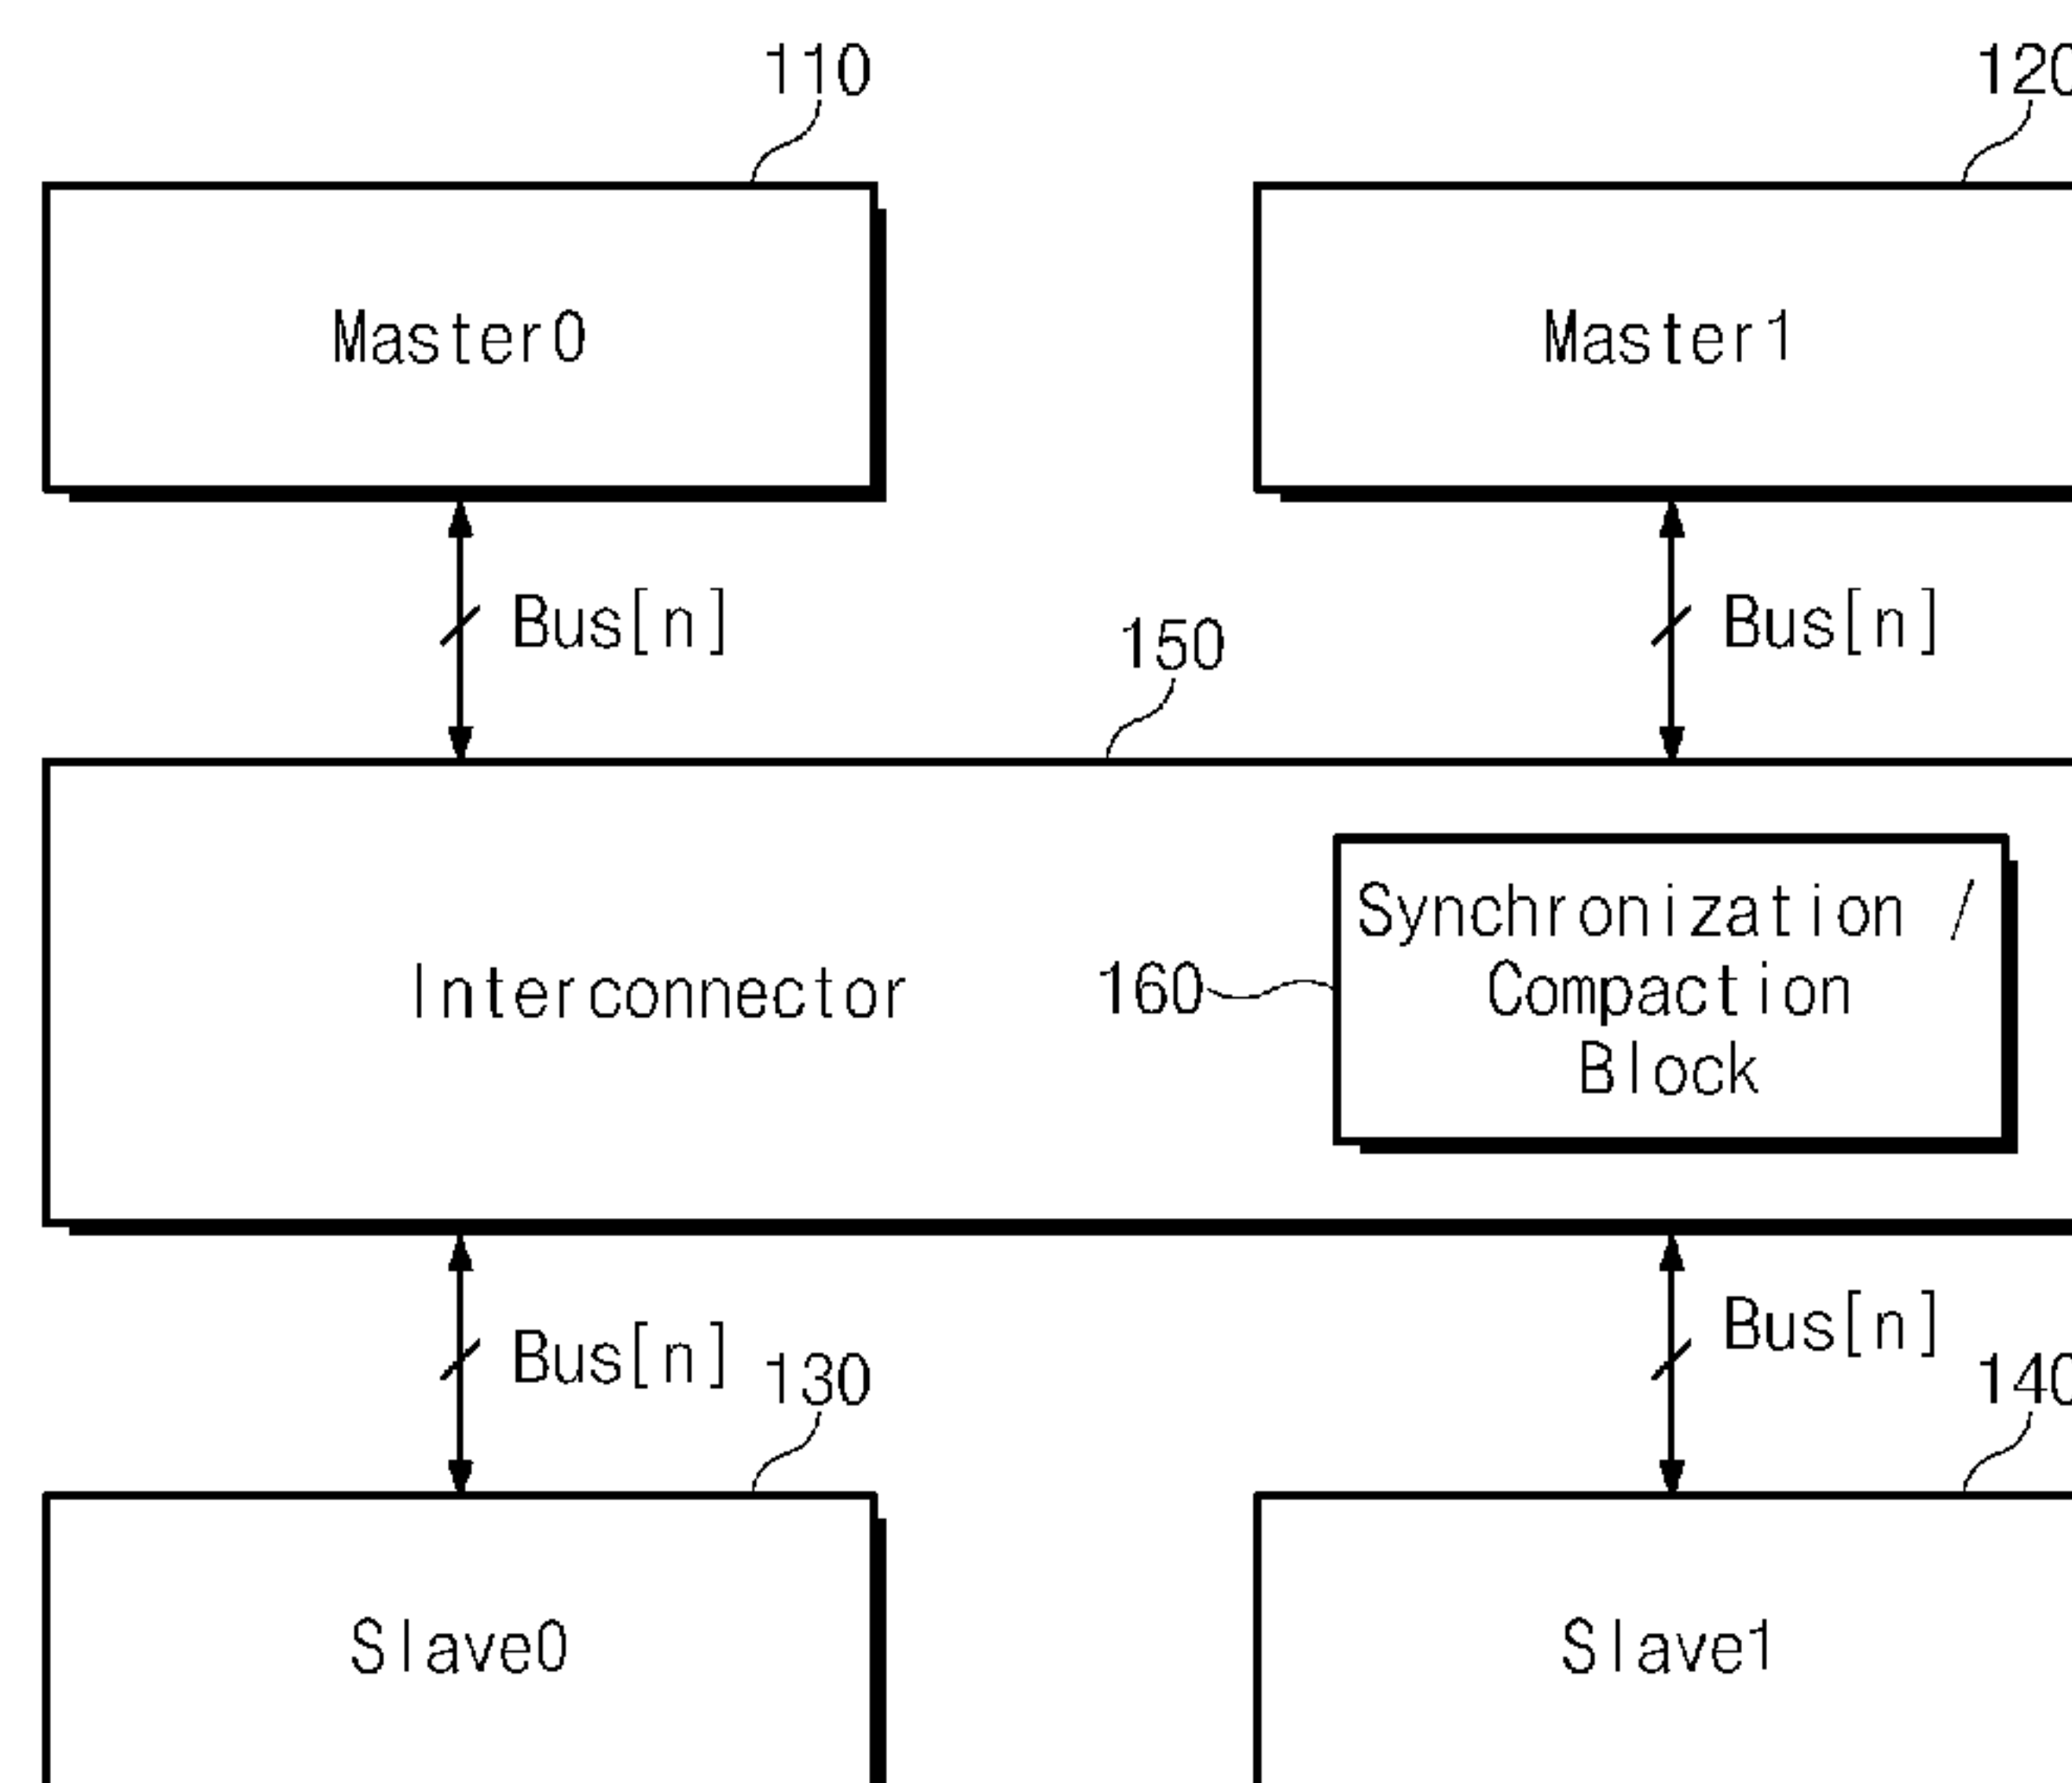 110
120
Master0
Master1
Bus[n]
Bus[n]
150
Interconnector
160
Synchronization /
Compaction
Block
Bus[n]
Bus[n]
130
140
Slave0
Slave1